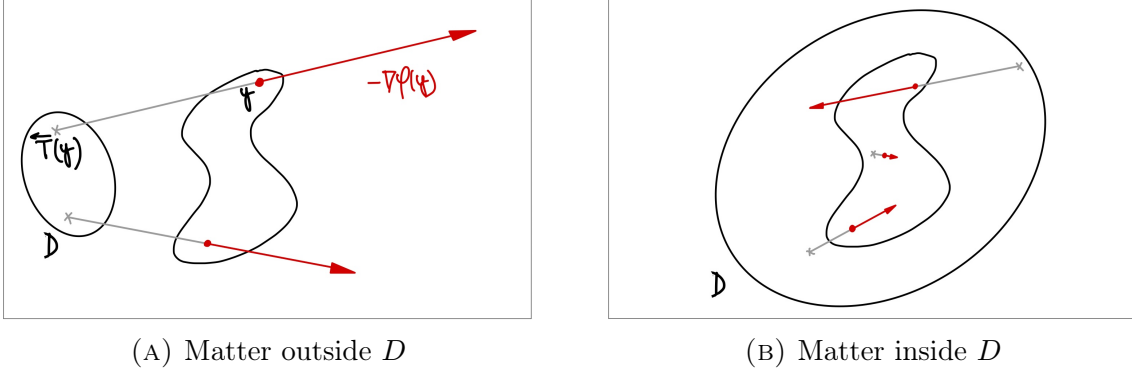 y
-∇φ(y)
T(y)
D
D
(A) Matter outside D
(B) Matter inside D